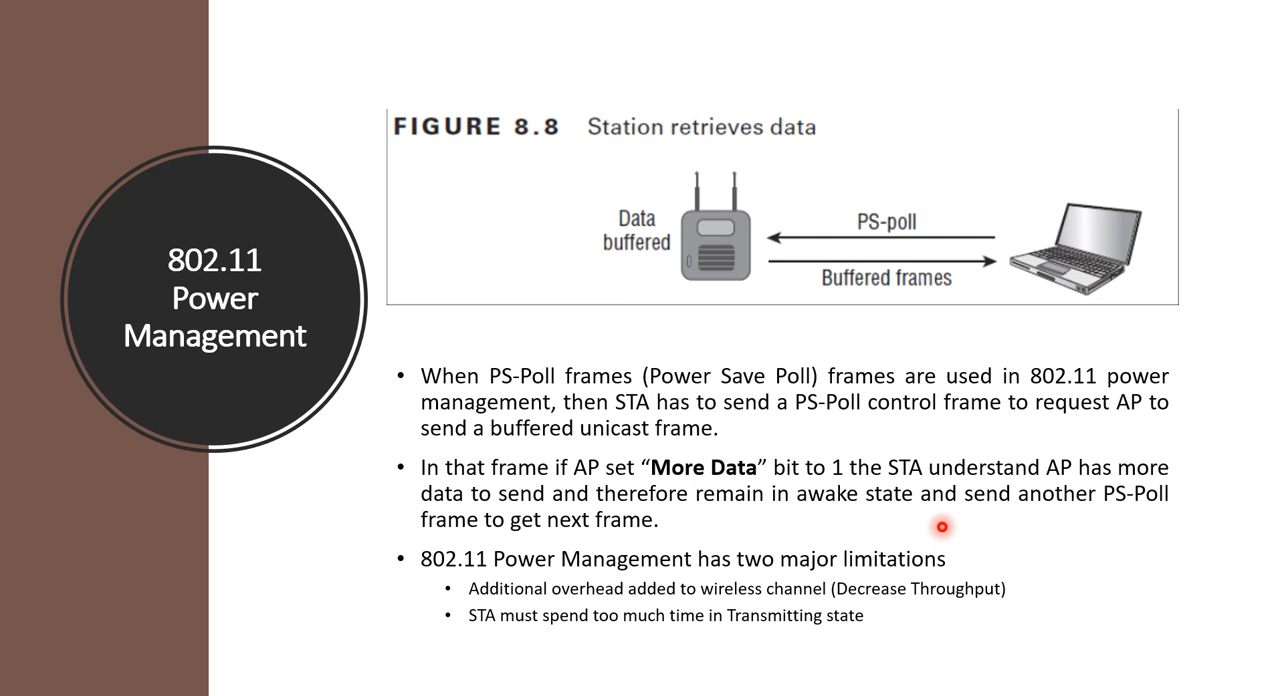 802.11
Power
Management
FIGURE 8.8 Station retrieves data
Data
buffered
PS-poll
Buffered frames
• When PS-Poll frames (Power Save Poll) frames are used in 802.11 power
management, then STA has to send a PS-Poll control frame to request AP to
send a buffered unicast frame.
• In that frame if AP set “More Data” bit to 1 the STA understand AP has more
data to send and therefore remain in awake state and send another PS-Poll
frame to get next frame.
• 802.11 Power Management has two major limitations
• Additional overhead added to wireless channel (Decrease Throughput)
• STA must spend too much time in Transmitting state